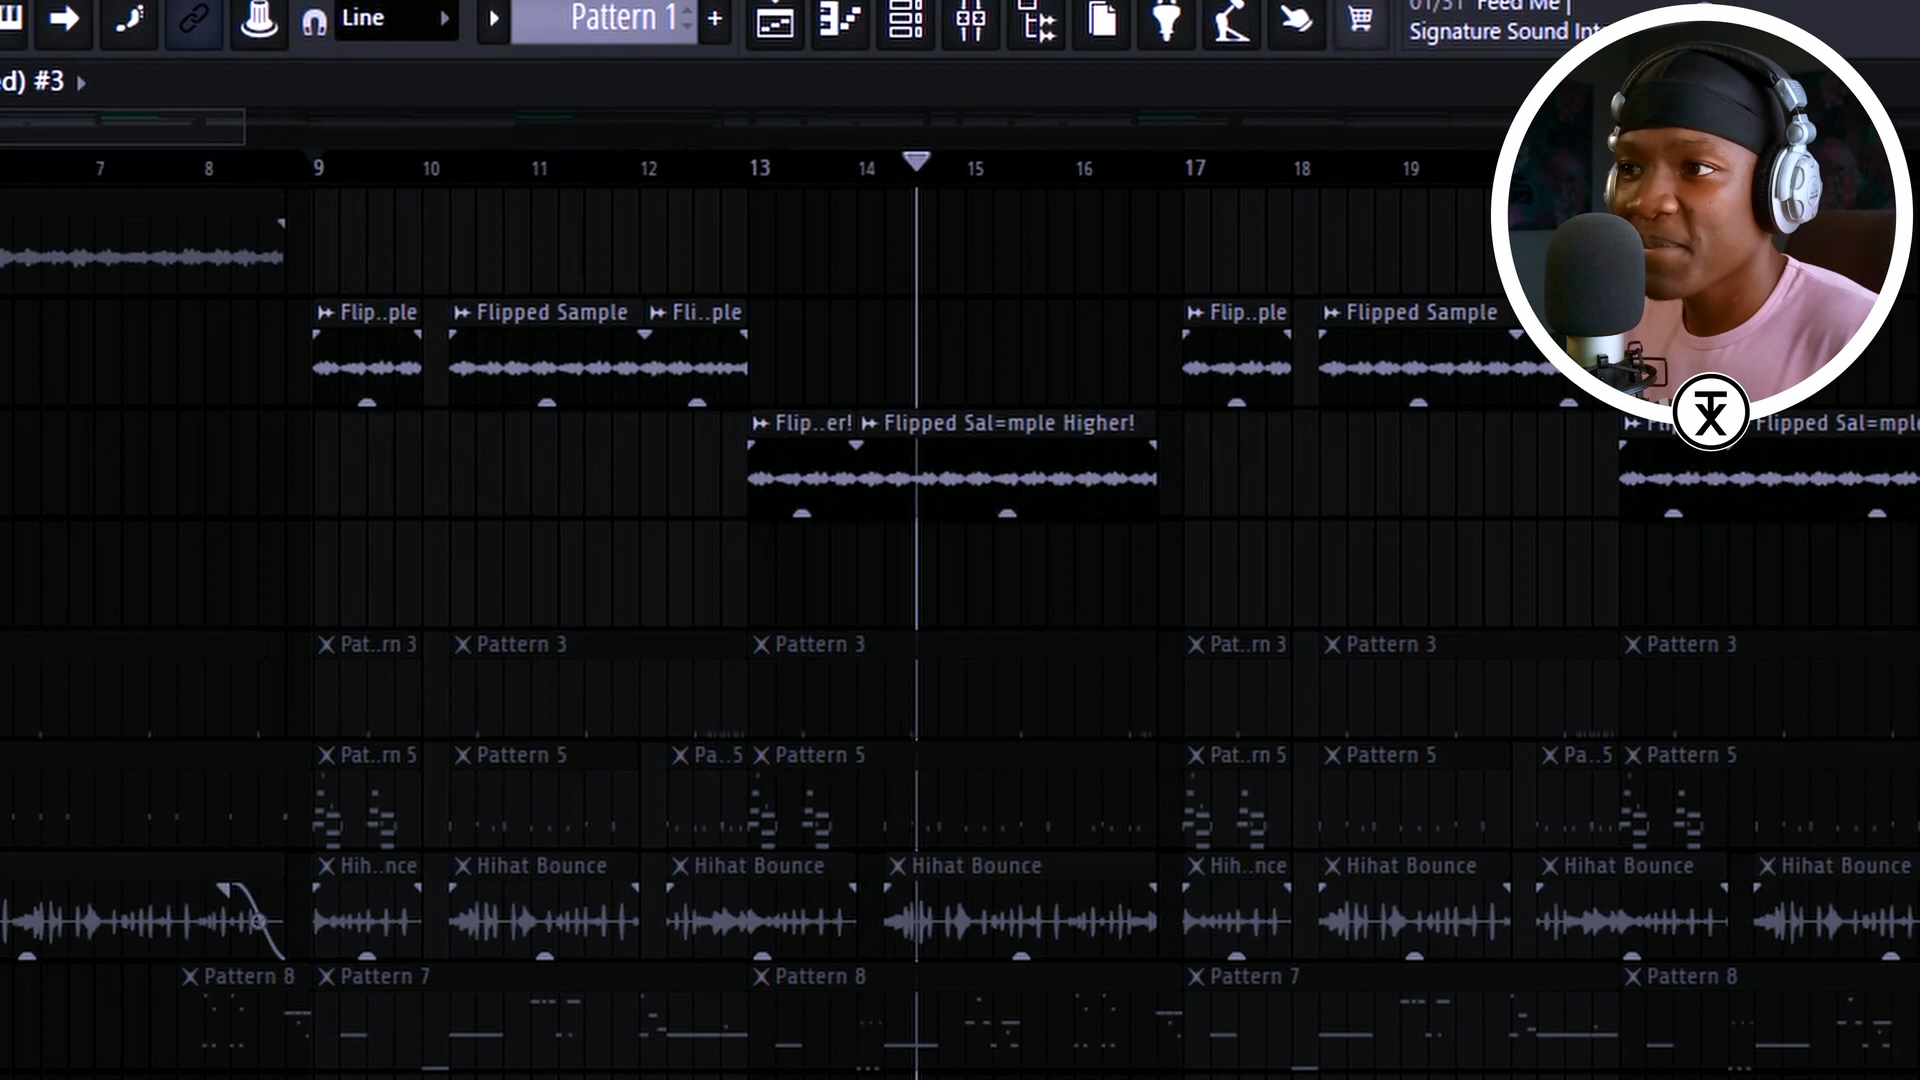 Line
Pattern 1
+
01/31 Feed Me |
Signature Sound Int
ed) #3
7 8 9 10 11 12 13 14 15 16 17 18 19
Flip..ple Flipped Sample Fli..ple Flip..ple Flipped Sample
Flip..er! Flipped Sal=mple Higher! Flipped Sal=mple
Pat..rn 3 Pattern 3 Pattern 3 Pat..rn 3 Pattern 3 Pattern 3
Pat..rn 5 Pattern 5 Pa..5 Pattern 5 Pat..rn 5 Pattern 5 Pa..5 Pattern 5
Hih..nce Hihat Bounce Hihat Bounce Hihat Bounce Hih..nce Hihat Bounce Hihat Bounce Hihat Bounce
Pattern 8 Pattern 7 Pattern 8 Pattern 7 Pattern 8